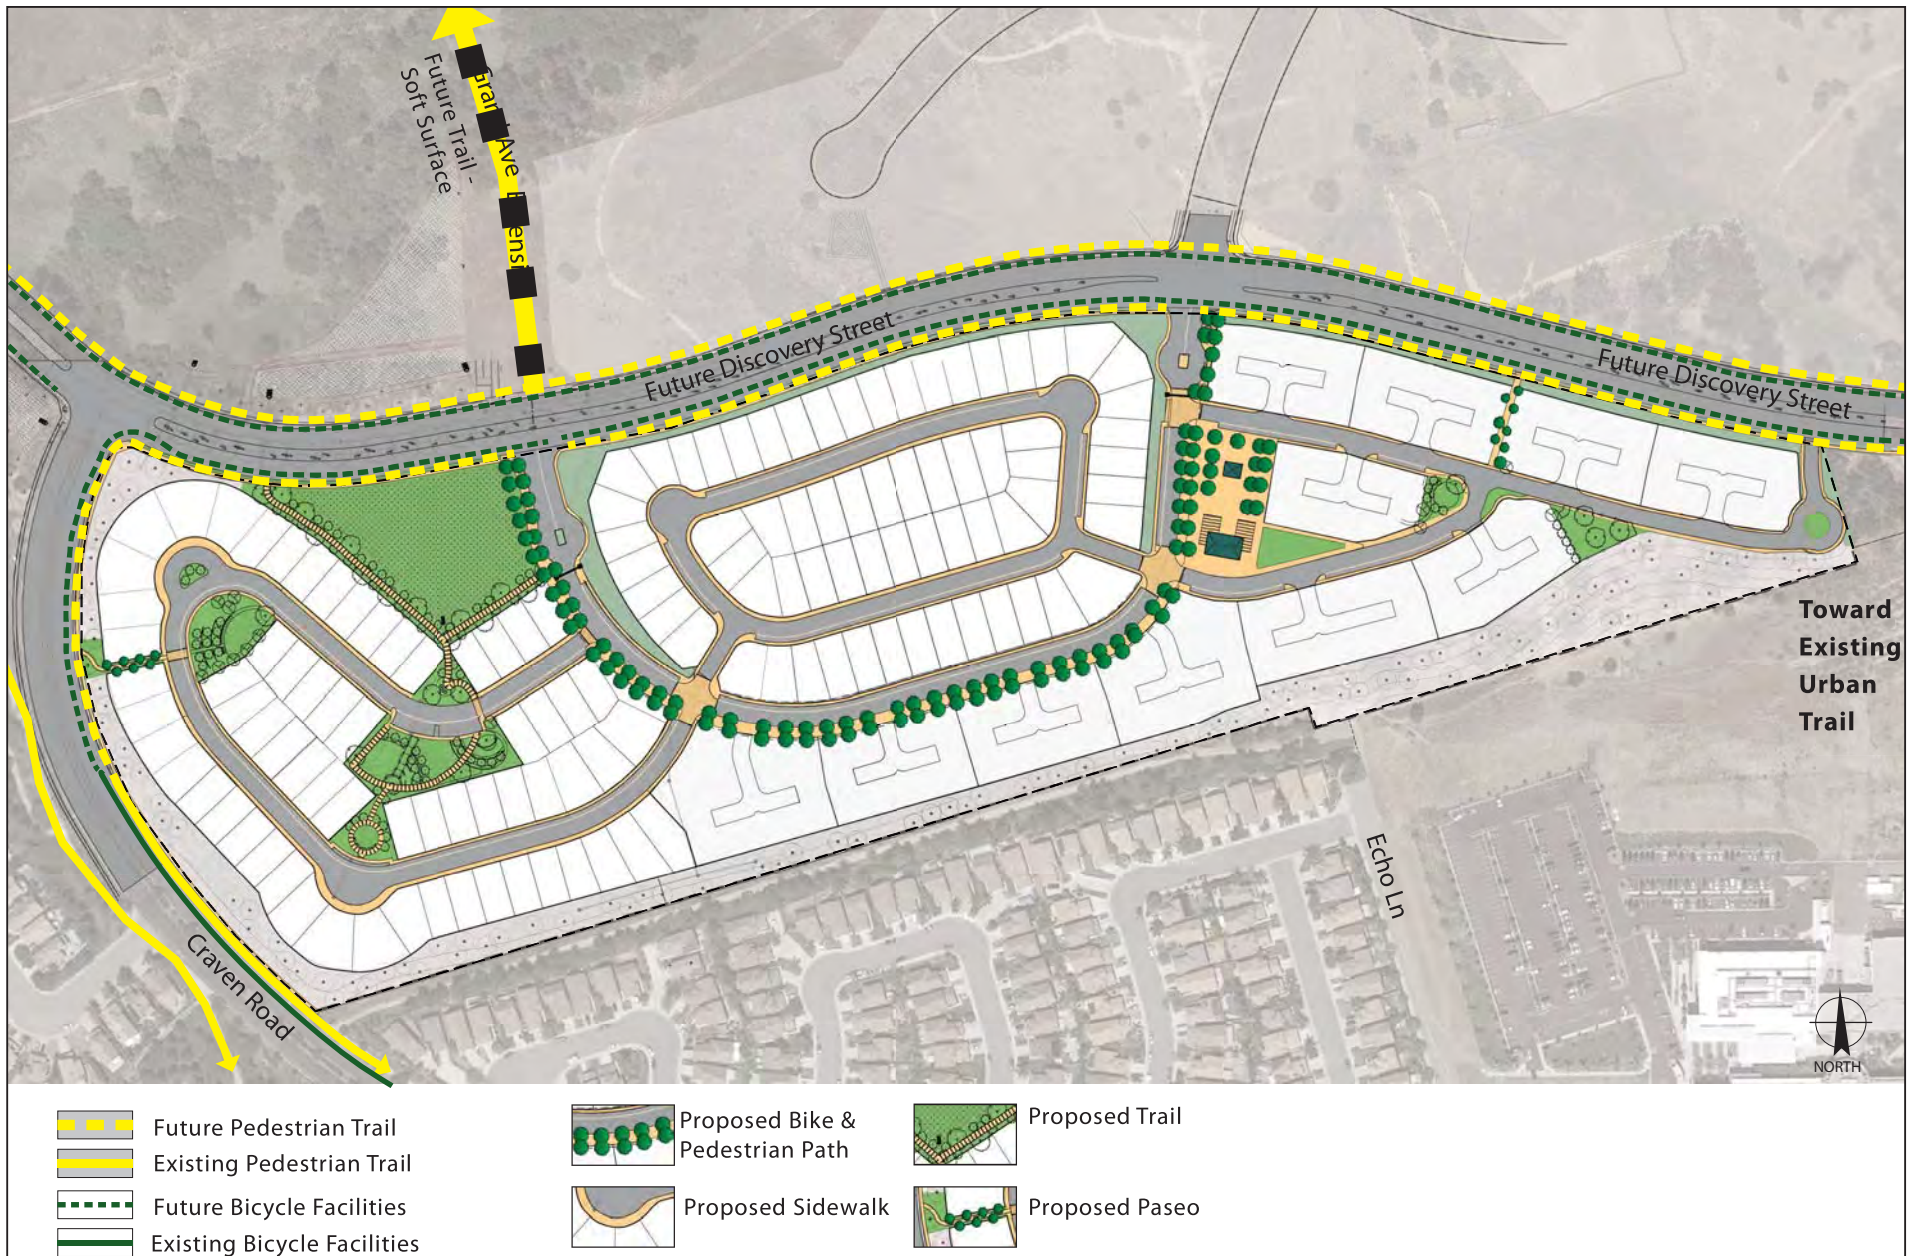 Future Trail -
Soft Surface
Grand Ave
Future Discovery Street
Future Discovery Street
Toward
Existing
Urban
Trail
Echo Ln
Craven Road
NORTH
Future Pedestrian Trail
Existing Pedestrian Trail
Future Bicycle Facilities
Existing Bicycle Facilities
Proposed Bike &
Pedestrian Path
Proposed Sidewalk
Proposed Trail
Proposed Paseo